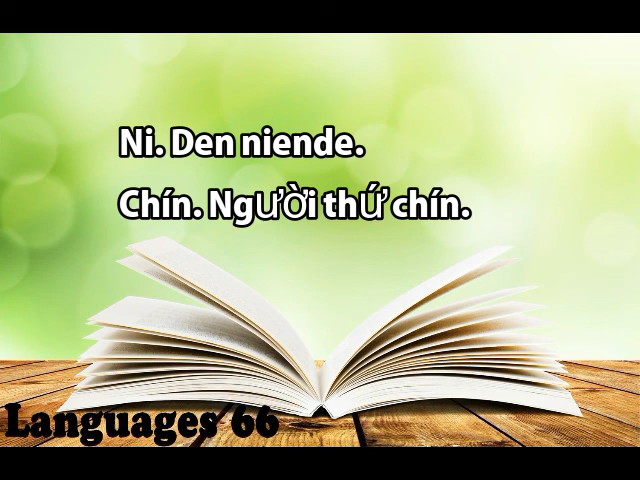 Ni. Den niende.
Chín. Người thứ chín.
Languages 66